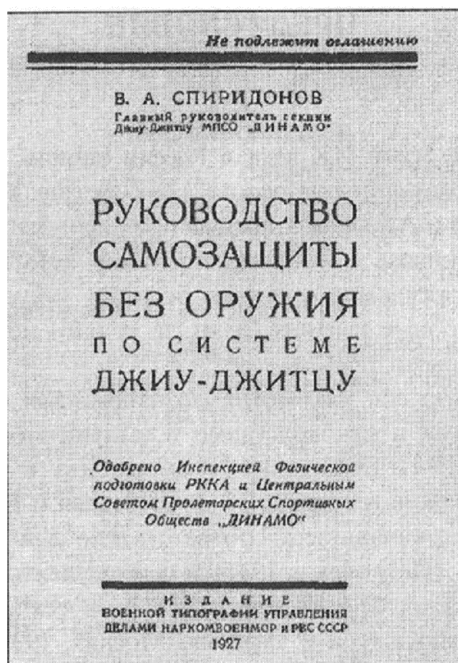 Не подлежит оглашению
В. А. СПИРИДОНОВ
Главный руководитель секции
Джиу-Джитцу МПСО „ДИНАМО"
РУКОВОДСТВО
САМОЗАЩИТЫ
БЕЗ ОРУЖИЯ
ПО СИСТЕМЕ
ДЖИУ-ДЖИТЦУ
Одобрено Инспекцией Физической
подготовки РККА и Центральным
Советом Пролетарских Спортивных
Обществ „ДИНАМО"
ИЗДАНИЕ
ВОЕННОЙ ТИПОГРАФИИ УПРАВЛЕНИЯ
ДЕЛАМИ НАРКОМВОЕНМОР и РВС СССР
1927